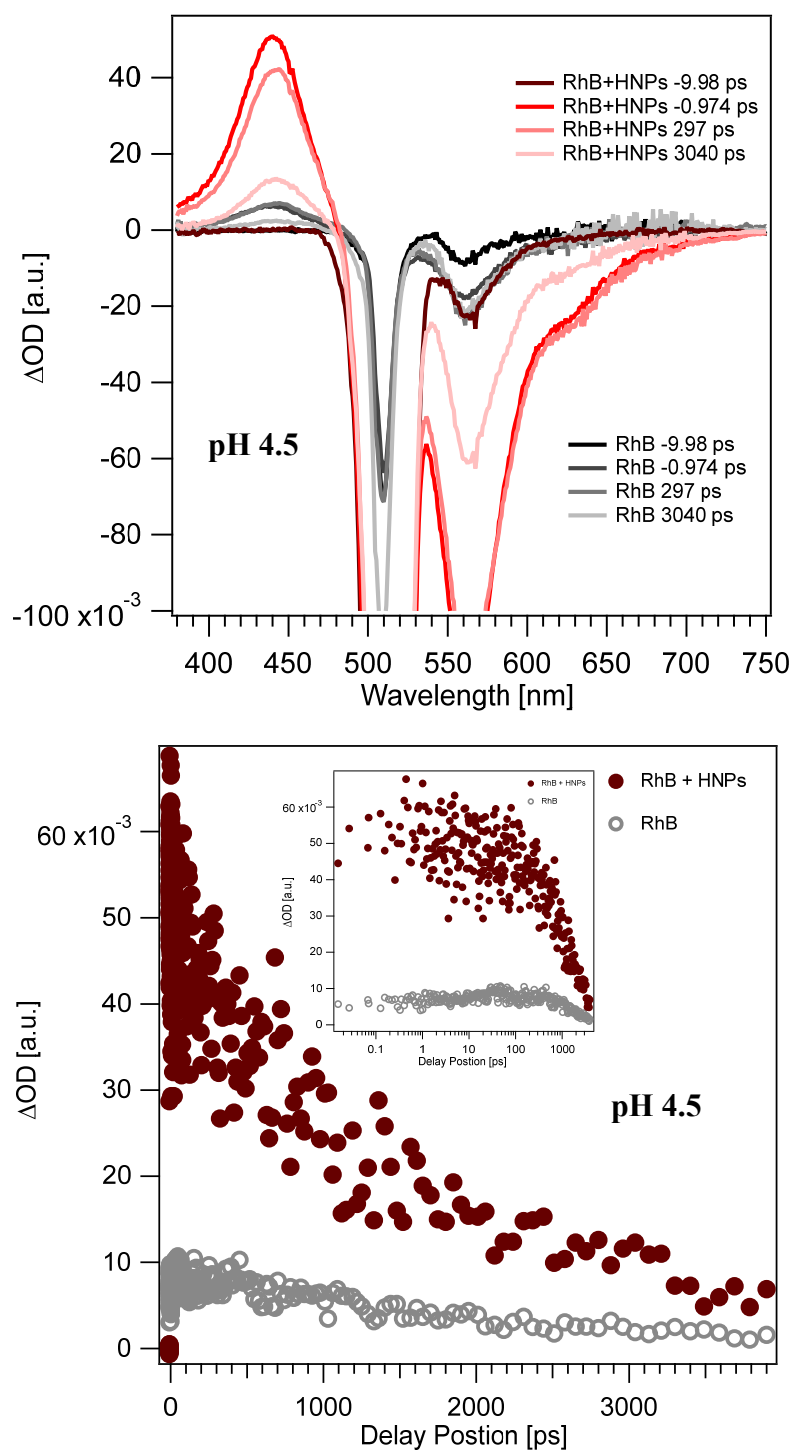 40
20
0
-20
-40
-60
-80
-100 x10-3
ΔOD [a.u.]
RhB+HNPs -9.98 ps
RhB+HNPs -0.974 ps
RhB+HNPs 297 ps
RhB+HNPs 3040 ps
pH 4.5
RhB -9.98 ps
RhB -0.974 ps
RhB 297 ps
RhB 3040 ps
400 450 500 550 600 650 700 750
Wavelength [nm]
60 x10-3
50
40
30
20
10
0
ΔOD [a.u.]
RhB + HNPs
RhB
60 x10-3
50
40
30
20
10
0
ΔOD [a.u.]
RhB + HNPs
RhB
0.1 1 10 100 1000
Delay Postion [ps]
pH 4.5
0 1000 2000 3000
Delay Postion [ps]